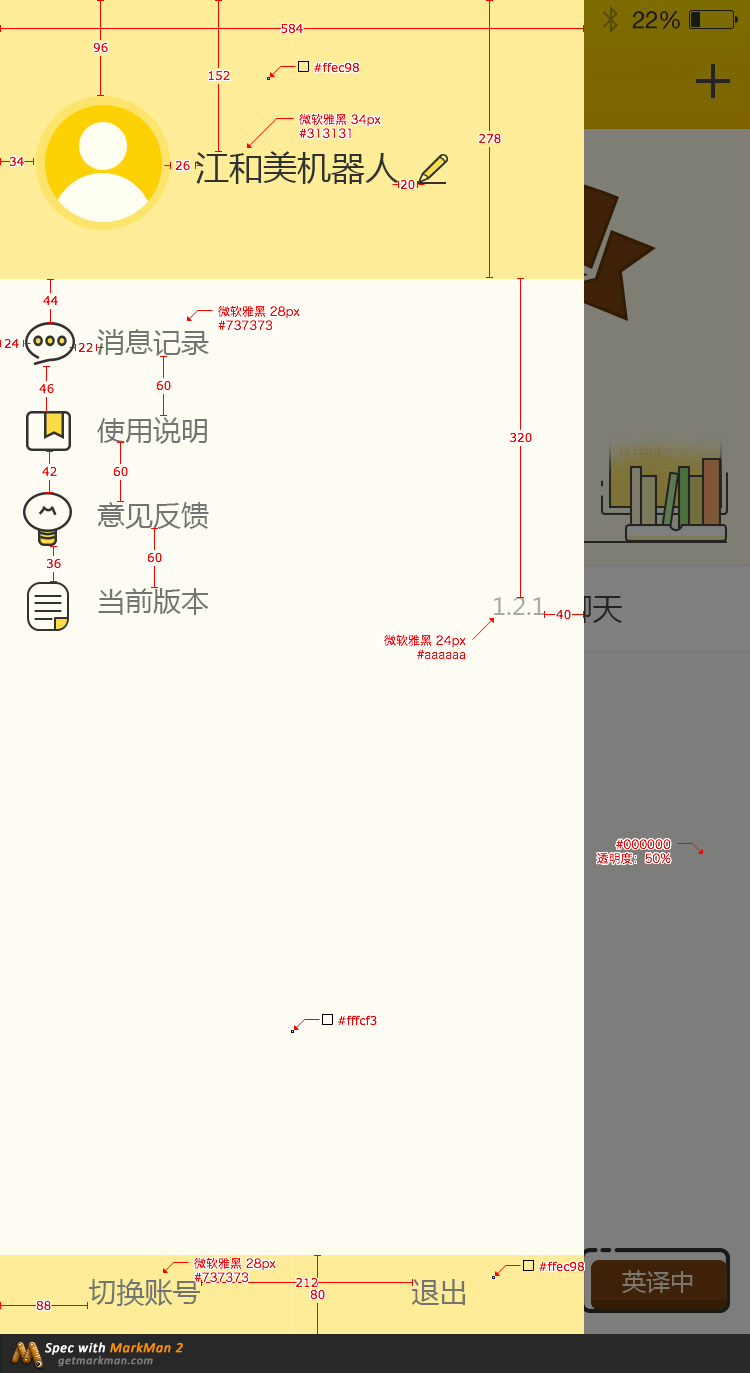 584
22%
96
152
#ffec98
微软雅黑 34px
#313131
278
34
26
江和美机器人
20
44
微软雅黑 28px
#737373
24
22
消息记录
46
60
使用说明
320
Is Hard
42
60
意见反馈
36
60
当前版本
1.2.1
40
聊天
微软雅黑 24px
#aaaaaa
#000000
透明度：50%
#fffcf3
微软雅黑 28px
#737373
#ffec98
212
80
88
切换账号
退出
英译中
Spec with MarkMan 2
getmarkman.com